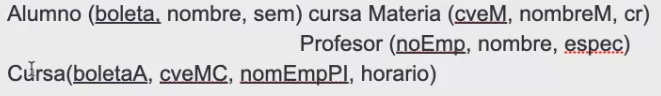 Alumno (boleta, nombre, sem) cursa Materia (cveM, nombreM, cr)
Profesor (noEmp, nombre, espec)
Cursa(boletaA, cveMC, nomEmpPI, horario)